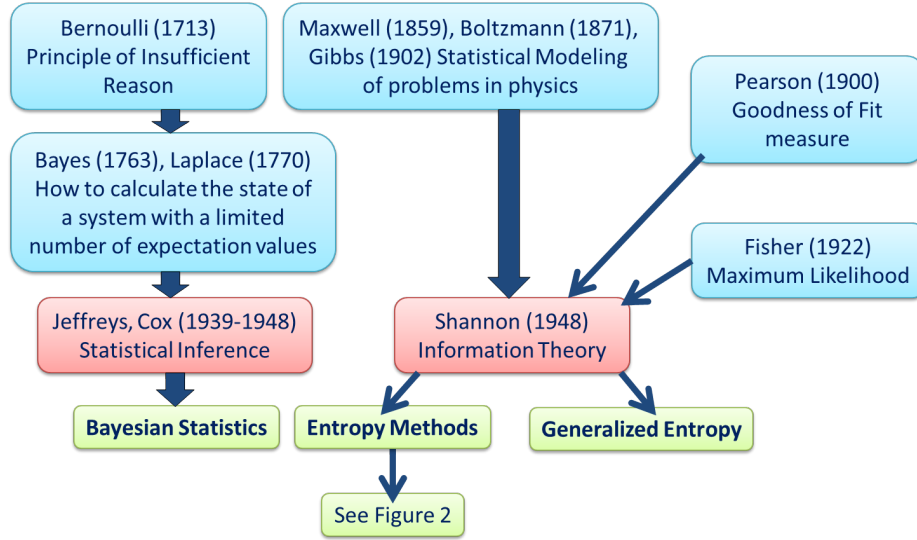 Bernoulli (1713)
Principle of Insufficient
Reason
Maxwell (1859), Boltzmann (1871),
Gibbs (1902) Statistical Modeling
of problems in physics
Pearson (1900)
Goodness of Fit
measure
Bayes (1763), Laplace (1770)
How to calculate the state of
a system with a limited
number of expectation values
Fisher (1922)
Maximum Likelihood
Jeffreys, Cox (1939-1948)
Statistical Inference
Shannon (1948)
Information Theory
Bayesian Statistics
Entropy Methods
Generalized Entropy
See Figure 2